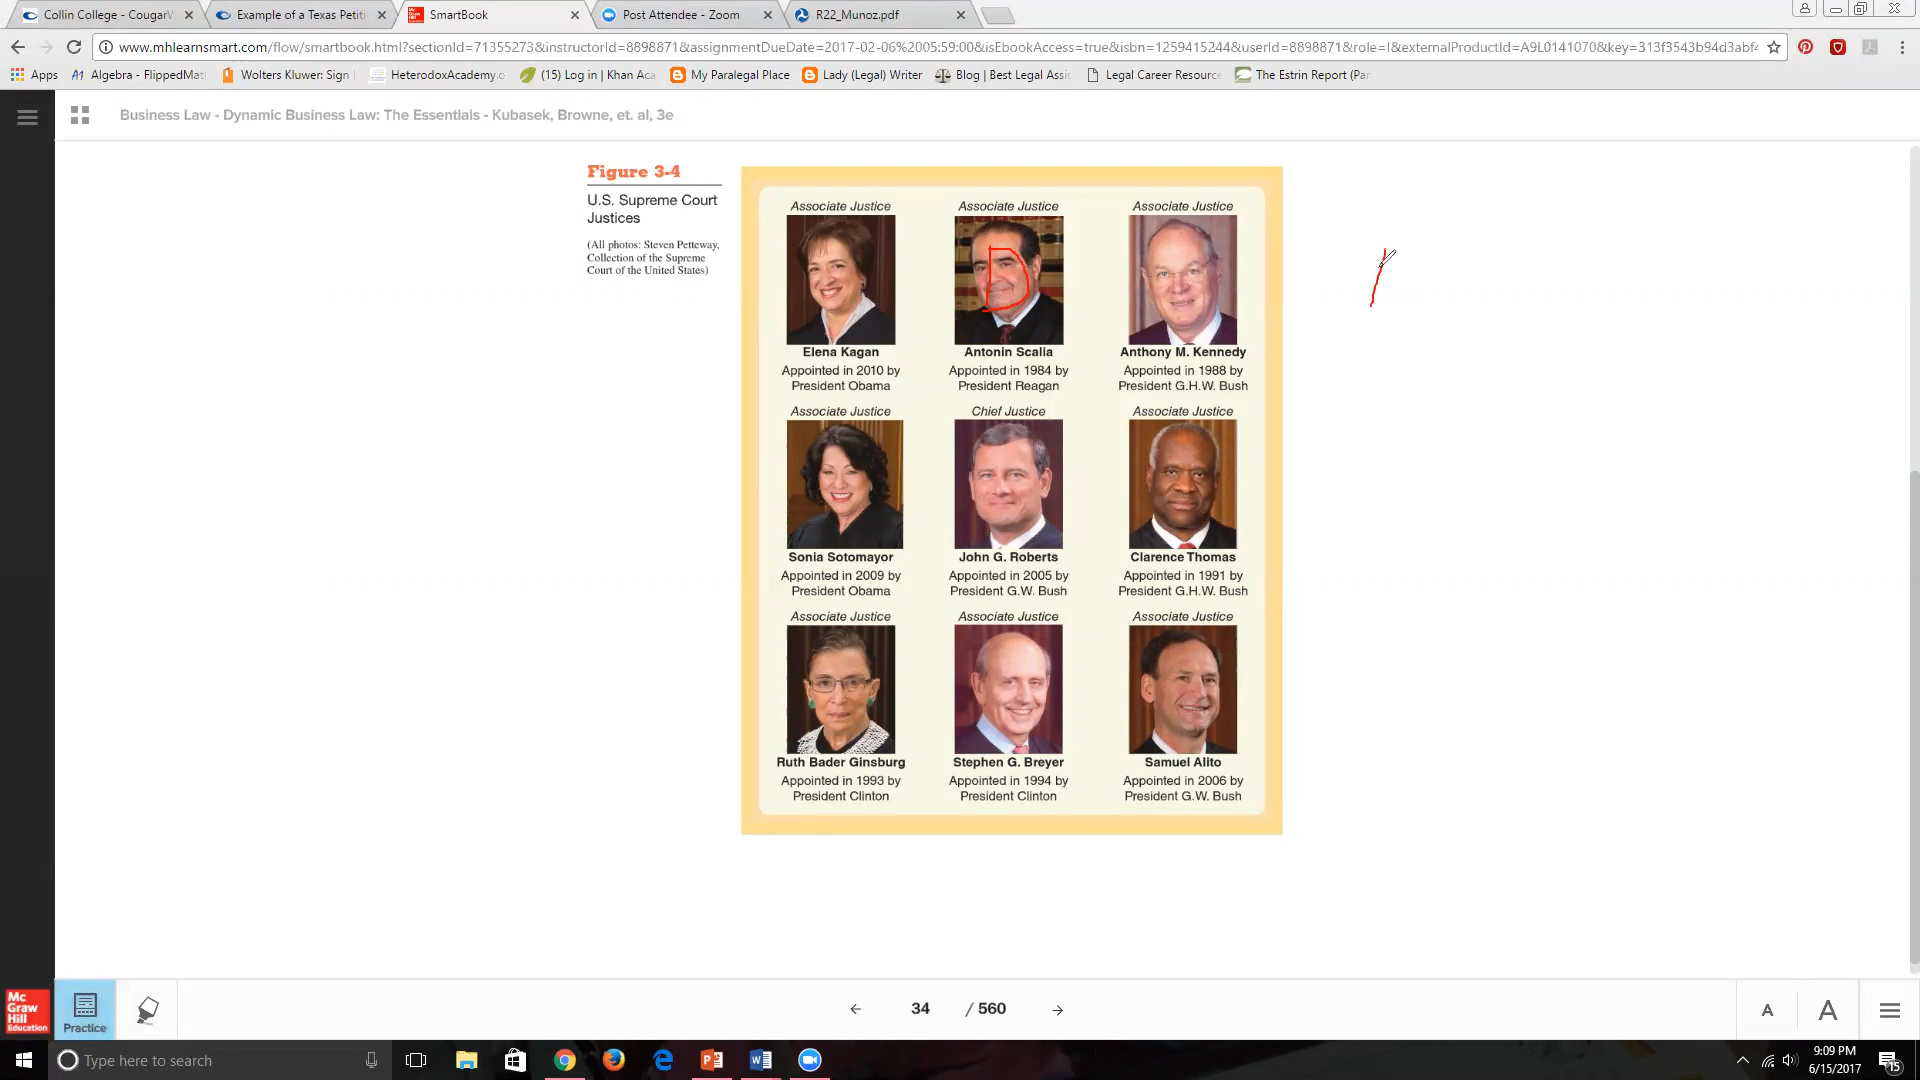 Collin College - CougarW
Example of a Texas Petiti
SmartBook
Post Attendee - Zoom
R22_Munoz.pdf
www.mhlearnsmart.com/flow/smartbook.html?sectionId=71355273&instructorId=8898871&assignmentDueDate=2017-02-06%2005:59:00&isEbookAccess=true&isbn=1259415244&userId=8898871&role=I&externalProductId=A9L0141070&key=313f3543b94d3abf4
Apps
Algebra - FlippedMat
Wolters Kluwer: Sign
HeterodoxAcademy.c
(15) Log in | Khan Aca
My Paralegal Place
Lady (Legal) Writer
Blog | Best Legal Assis
Legal Career Resource
The Estrin Report (Par
Business Law - Dynamic Business Law: The Essentials - Kubasek, Browne, et. al, 3e
Figure 3-4
U.S. Supreme Court
Justices
(All photos: Steven Petteway,
Collection of the Supreme
Court of the United States)
Associate Justice
Associate Justice
Associate Justice
D
Elena Kagan
Appointed in 2010 by
President Obama
Antonin Scalia
Appointed in 1984 by
President Reagan
Anthony M. Kennedy
Appointed in 1988 by
President G.H.W. Bush
Associate Justice
Chief Justice
Associate Justice
Sonia Sotomayor
Appointed in 2009 by
President Obama
John G. Roberts
Appointed in 2005 by
President G.W. Bush
Clarence Thomas
Appointed in 1991 by
President G.H.W. Bush
Associate Justice
Associate Justice
Associate Justice
Ruth Bader Ginsburg
Appointed in 1993 by
President Clinton
Stephen G. Breyer
Appointed in 1994 by
President Clinton
Samuel Alito
Appointed in 2006 by
President G.W. Bush
Mc
Graw
Hill
Education
Practice
34 / 560
A
A
Type here to search
9:09 PM
6/15/2017
15